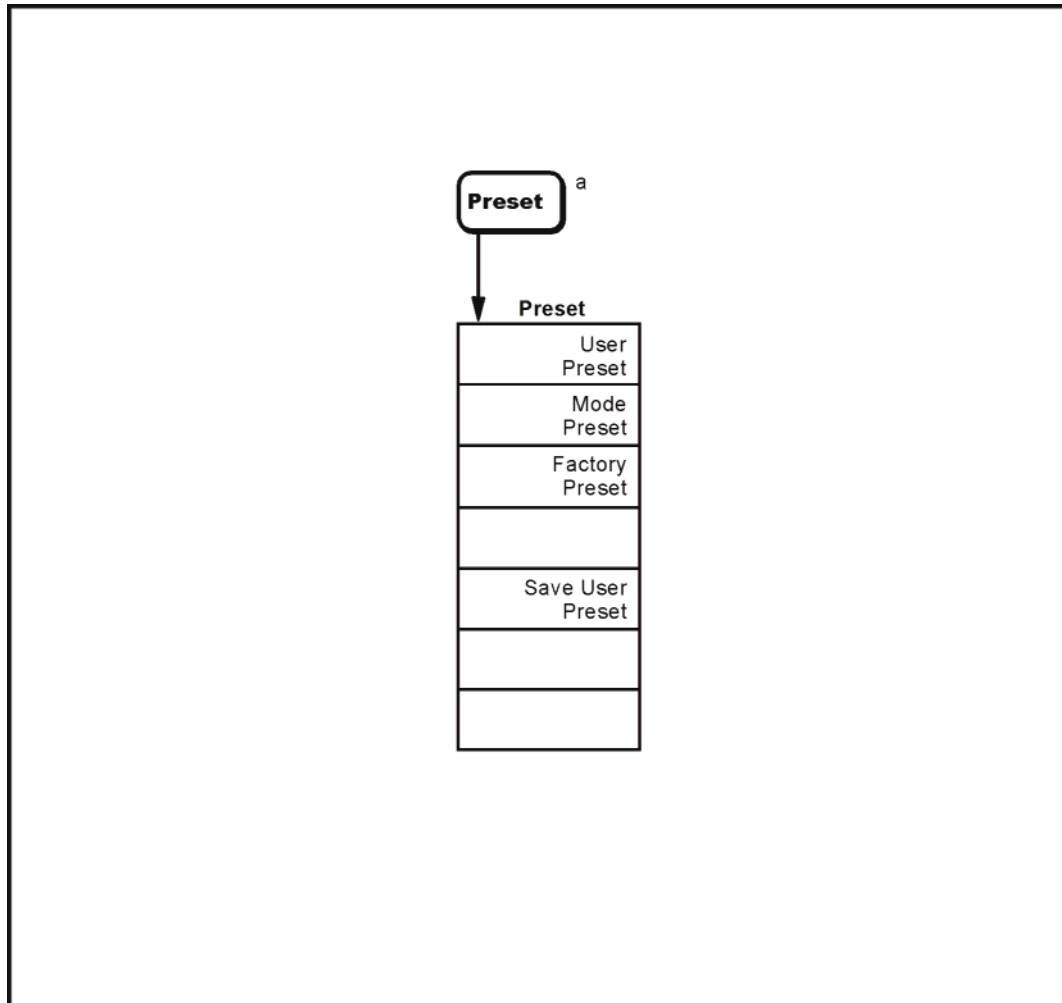 Preset
a
Preset
User
Preset
Mode
Preset
Factory
Preset
Save User
Preset